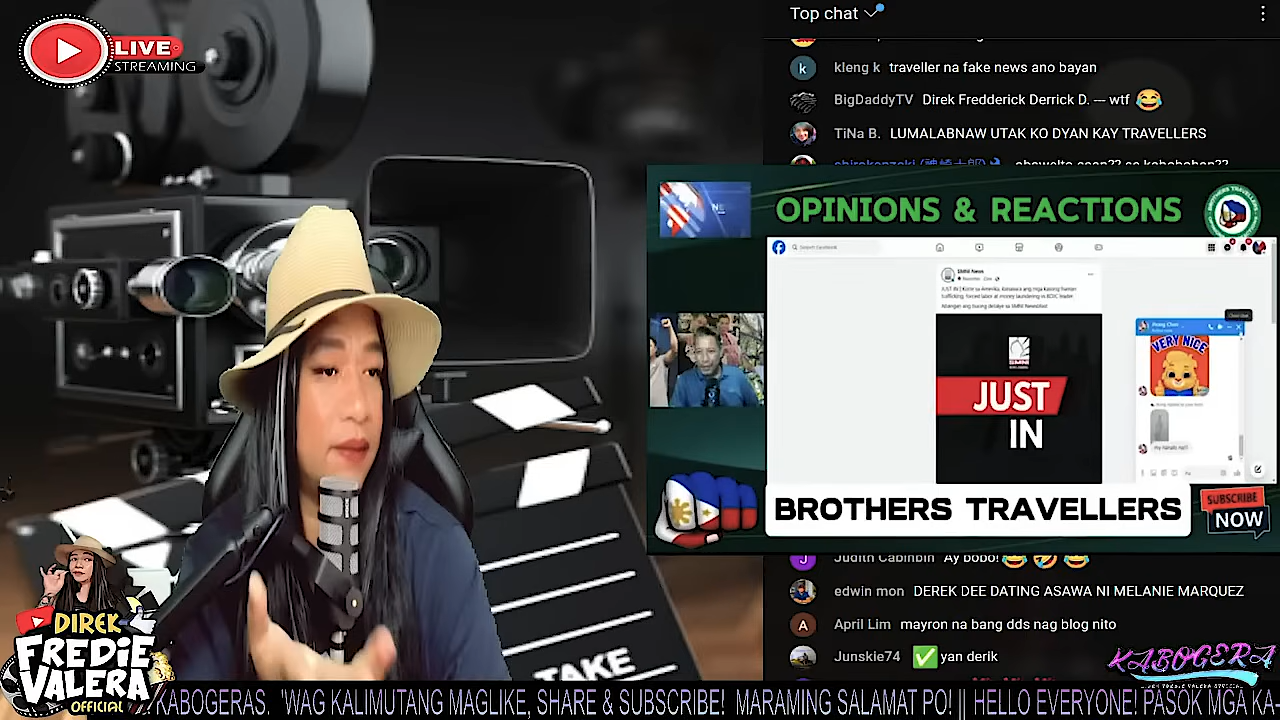 LIVE
STREAMING
Top chat
kleng k traveller na fake news ano bayan
BigDaddyTV Direk Fredderick Derrick D. --- wtf 😂
TiNa B. LUMALABNAW UTAK KO DYAN KAY TRAVELLERS
OPINIONS & REACTIONS
SMNI News
JUST IN
VERY NICE
BROTHERS TRAVELLERS
SUBSCRIBE
NOW
Judith Cabinbin Ay bobo! 😂 🤣 😂
edwin mon DEREK DEE DATING ASAWA NI MELANIE MARQUEZ
April Lim mayron na bang dds nag blog nito
Junskie74 ✅ yan derik
TAKE
DIREK
FREDIE
VALERA
OFFICIAL
KABOGERA
KABOGERAS. 'WAG KALIMUTANG MAGLIKE, SHARE & SUBSCRIBE! MARAMING SALAMAT PO! || HELLO EVERYONE! PASOK MGA KA-